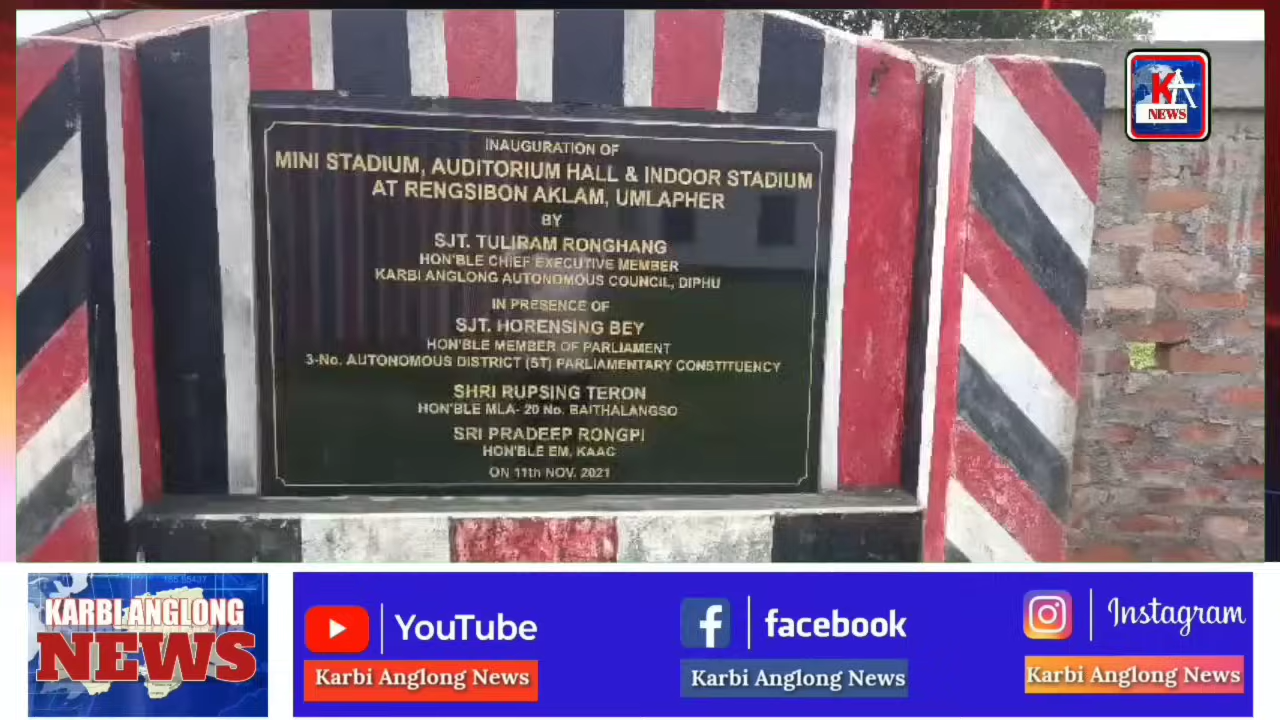 INAUGURATION OF
MINI STADIUM, AUDITORIUM HALL & INDOOR STADIUM
AT RENGSIBON AKLAM, UMLAPHER
BY
SJT. TULIRAM RONGHANG
HON'BLE CHIEF EXECUTIVE MEMBER
KARBI ANGLONG AUTONOMOUS COUNCIL, DIPHU
IN PRESENCE OF
SJT. HORENSING BEY
HON'BLE MEMBER OF PARLIAMENT
3-No. AUTONOMOUS DISTRICT (ST) PARLIAMENTARY CONSTITUENCY
SHRI RUPSING TERON
HON'BLE MLA- 20 No. BAITHALANGSO
SRI PRADEEP RONGPI
HON'BLE EM, KAAC
ON 11th NOV. 2021
KA
NEWS
KARBI ANGLONG
NEWS
YouTube
Karbi Anglong News
facebook
Karbi Anglong News
Instagram
Karbi Anglong News